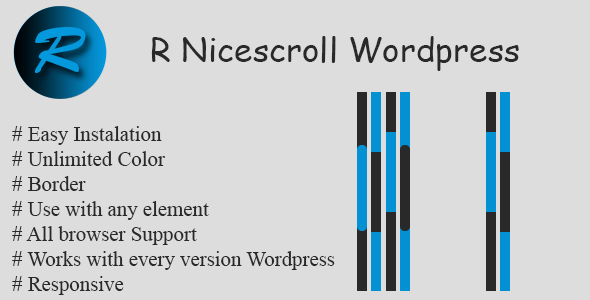 R
R Nicescroll Wordpress
# Easy Instalation
# Unlimited Color
# Border
# Use with any element
# All browser Support
# Works with every version Wordpress
# Responsive